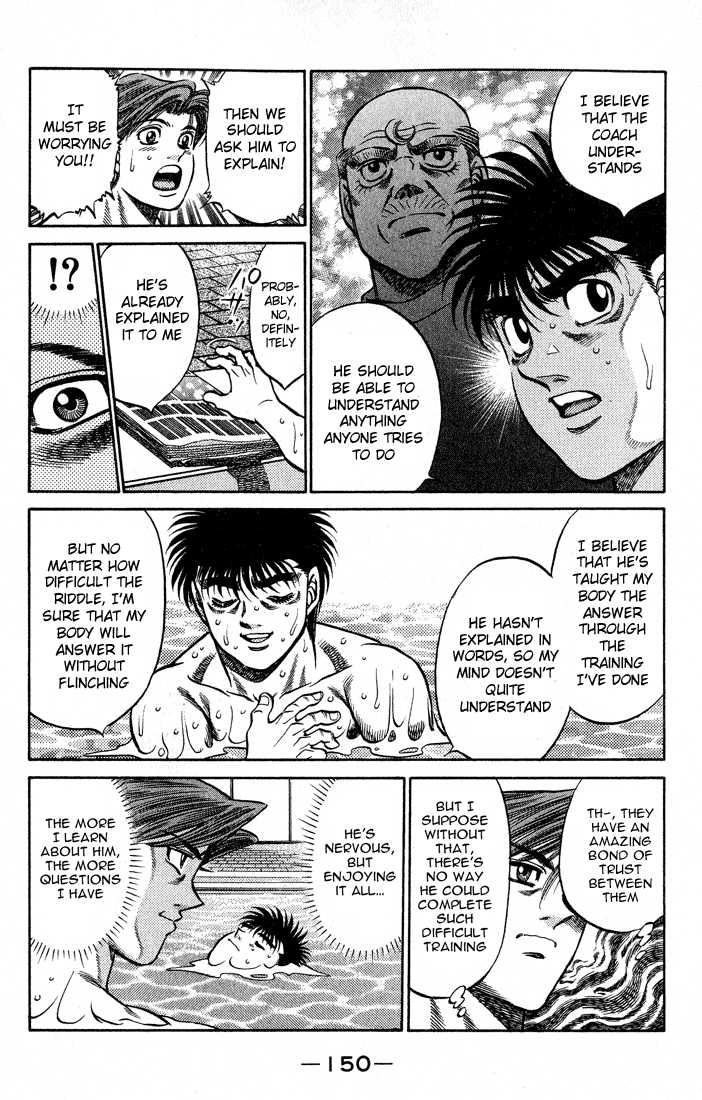 I BELIEVE
THAT THE
COACH
UNDER-
STANDS
HE SHOULD
BE ABLE TO
UNDERSTAND
ANYTHING
ANYONE TRIES
TO DO
THEN WE
SHOULD
ASK HIM TO
EXPLAIN!
IT
MUST BE
WORRYING
YOU!!
PROB-
ABLY,
NO,
DEFIN-
ITELY
HE'S
ALREADY
EXPLAINED
IT TO ME
!?
I BELIEVE
THAT HE'S
TAUGHT MY
BODY THE
ANSWER
THROUGH
THE
TRAINING
I'VE DONE
HE HASN'T
EXPLAINED IN
WORDS, SO MY
MIND DOESN'T
QUITE
UNDERSTAND
BUT NO
MATTER HOW
DIFFICULT THE
RIDDLE, I'M
SURE THAT MY
BODY WILL
ANSWER IT
WITHOUT
FLINCHING
TH-, THEY
HAVE AN
AMAZING
BOND OF
TRUST
BETWEEN
THEM
BUT I
SUPPOSE
WITHOUT
THAT,
THERE'S
NO WAY
HE COULD
COMPLETE
SUCH
DIFFICULT
TRAINING
HE'S
NERVOUS,
BUT
ENJOYING
IT ALL...
THE MORE
I LEARN
ABOUT HIM,
THE MORE
QUESTIONS
I HAVE
—150—